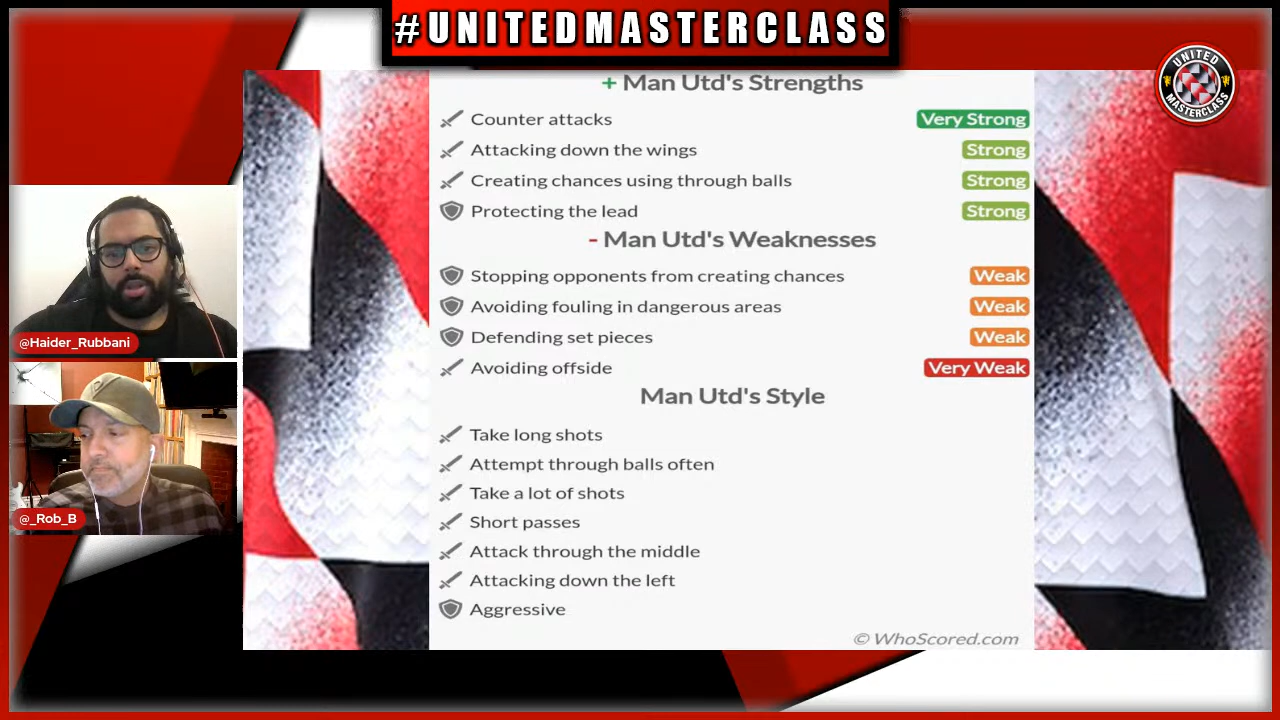 #UNITEDMASTERCLASS
UNITED
MASTERCLASS
+ Man Utd's Strengths
Counter attacks Very Strong
Attacking down the wings Strong
Creating chances using through balls Strong
Protecting the lead Strong
- Man Utd's Weaknesses
Stopping opponents from creating chances Weak
Avoiding fouling in dangerous areas Weak
Defending set pieces Weak
Avoiding offside Very Weak
Man Utd's Style
Take long shots
Attempt through balls often
Take a lot of shots
Short passes
Attack through the middle
Attacking down the left
Aggressive
© WhoScored.com
@Haider_Rubbani
@_Rob_B